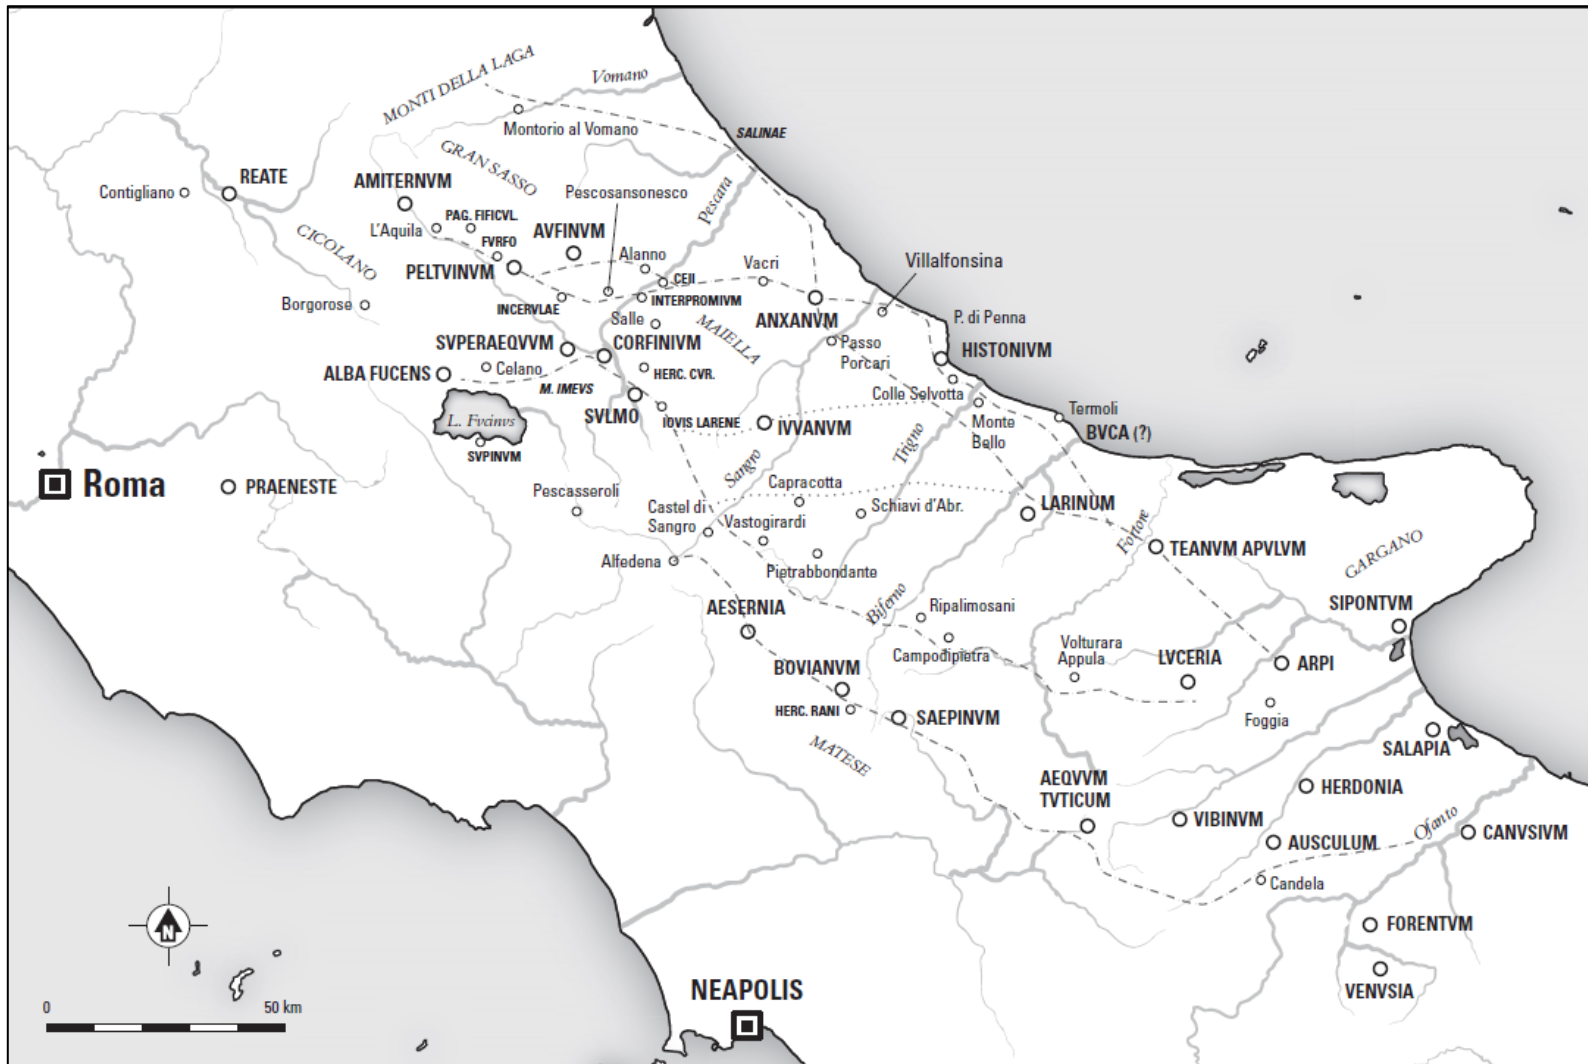 MONTI DELLA LAGA
Vomano
Montorio al Vomano
SALINAE
GRAN SASSO
Contigliano
REATE
AMITERNVM
Pescosansonesco
Pescara
L'Aquila
PAG. FIFICVL.
FVRFO
AVFINVM
CICOLANO
PELTVINVM
Alanno
CEII
Vacri
Villalfonsina
Borgorose
INCERVLAE
INTERPROMIVM
Salle
MAIELLA
ANXANVM
P. di Penna
SVPERAEQVVM
CORFINIVM
Passo
Porcari
HISTONIVM
ALBA FUCENS
Celano
HERC. CVR.
M. IMEVS
Colle Selvotta
L. Fvcinvs
SVLMO
IOVIS LARENE
IVVANVM
Monte
Bello
Termoli
BVCA (?)
SVPINVM
Trigno
Sangro
Roma
PRAENESTE
Pescasseroli
Capracotta
Castel di
Sangro
Vastogirardi
Schiavi d'Abr.
LARINUM
Fortore
TEANVM APVLVM
Alfedena
Pietrabbondante
GARGANO
AESERNIA
Biferno
Ripalimosani
SIPONTVM
Campodipietra
Volturara
Appula
LVCERIA
ARPI
BOVIANVM
HERC. RANI
SAEPINVM
Foggia
MATESE
SALAPIA
AEQVVM
TVTICUM
HERDONIA
VIBINVM
Ofanto
AUSCULUM
CANVSIVM
Candela
N
FORENTVM
NEAPOLIS
VENVSIA
0 50 km